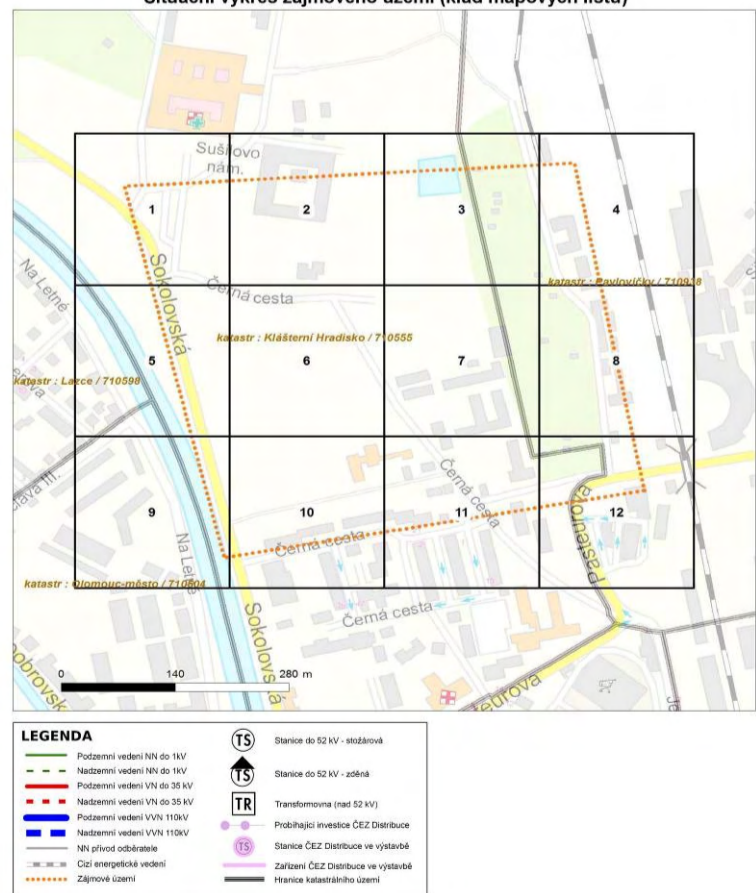 Situační výkres zájmového území (klad mapových listů)
Sušilovo
nám.
1
2
3
4
Na Letné
Sokolovská
Černá cesta
katastr : Pavlovičky / 710938
katastr : Klášterní Hradisko / 710555
5
6
7
8
katastr : Lazce / 710598
9
10
11
12
Černá cesta
Na Letné
Černá cesta
Pasteurova
katastr : Olomouc-město / 710504
Sokolovská
Černá cesta
0 140 280 m
LEGENDA
Podzemní vedení NN do 1kV
Nadzemní vedení NN do 1kV
Podzemní vedení VN do 35 kV
Nadzemní vedení VN do 35 kV
Podzemní vedení VVN 110kV
Nadzemní vedení VVN 110kV
NN přívod odběratele
Cizí energetické vedení
Zájmové území
TS Stanice do 52 kV - stožárová
TS Stanice do 52 kV - zděná
TR Transformovna (nad 52 kV)
Probíhající investice ČEZ Distribuce
TS Stanice ČEZ Distribuce ve výstavbě
Zařízení ČEZ Distribuce ve výstavbě
Hranice katastrálního území